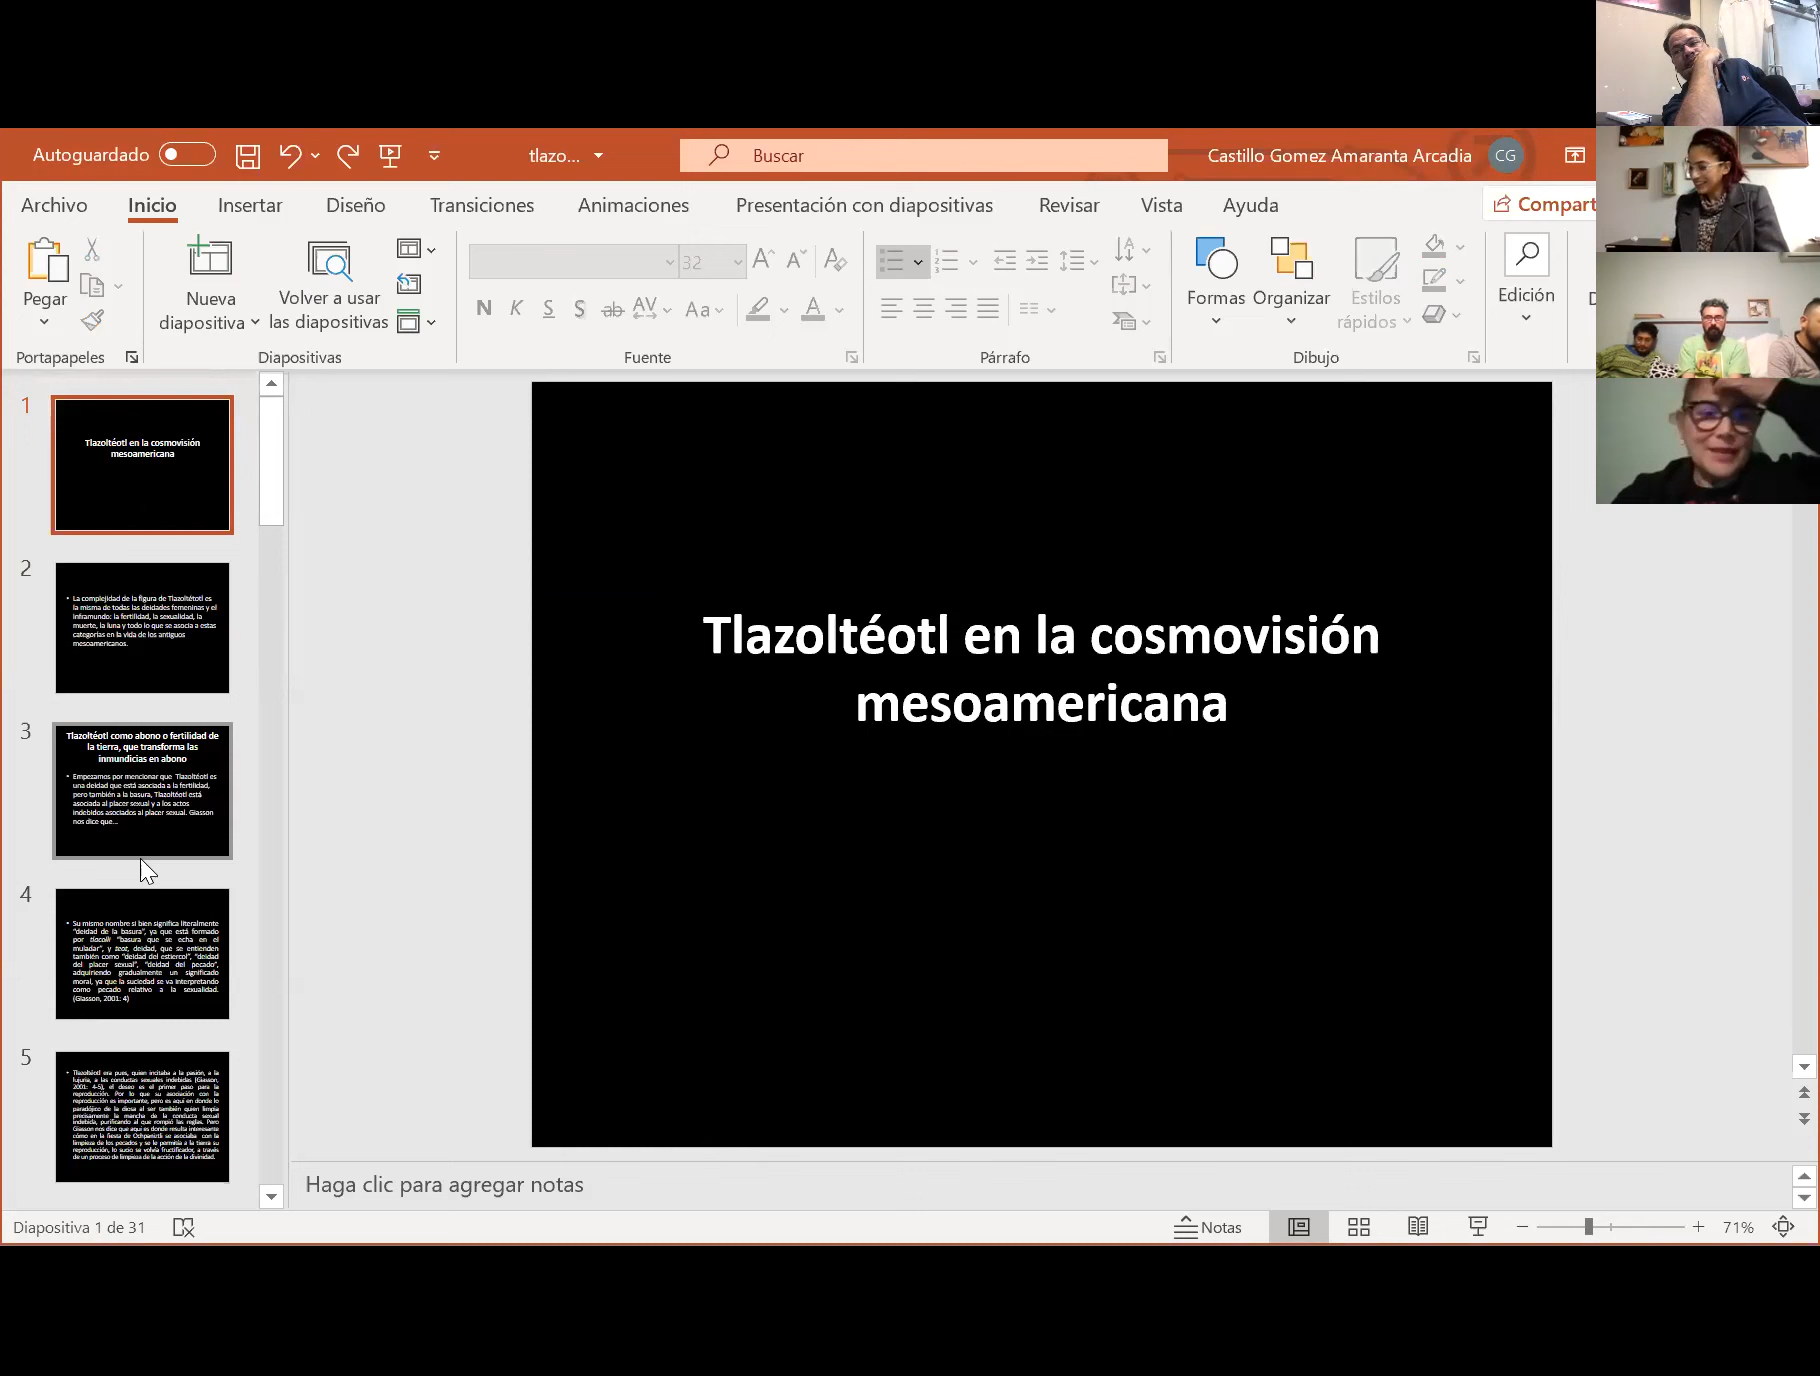 Autoguardado
tlazo...
Buscar
Castillo Gomez Amaranta Arcadia
CG
Archivo
Inicio
Insertar
Diseño
Transiciones
Animaciones
Presentación con diapositivas
Revisar
Vista
Ayuda
Compart
Pegar
Nueva
diapositiva
Volver a usar
las diapositivas
32
N K S S ab AV Aa A
Formas
Organizar
Estilos
rápidos
Edición
D
Portapapeles
Diapositivas
Fuente
Párrafo
Dibujo
1
Tlazoltéotl en la cosmovisión
mesoamericana
2
• La complejidad de la figura de Tlazoltétotl es
la misma de todas las deidades femeninas y el
inframundo: la fertilidad, la sexualidad, la
muerte, la luna y todo lo que se asocia a estas
categorías en la vida de los antiguos
mesoamericanos.
3
Tlazoltéotl como abono o fertilidad de
la tierra, que transforma las
inmundicias en abono
• Empezamos por mencionar que Tlazoltéotl es
una deidad que está asociada a la fertilidad,
pero también a la basura, Tlazoltéotl está
asociada al placer sexual y a los actos
indebidos asociados al placer sexual. Giasson
nos dice que...
4
• Su mismo nombre si bien significa literalmente
"deidad de la basura", ya que está formado
por "basura que se echa en el
muladar", y teot, deidad, que se entienden
también como "deidad del estiercol", "deidad
del placer sexual", "deidad del pecado",
adquiriendo gradualmente un significado
moral, ya que la suciedad se va interpretando
como pecado relativo a la sexualidad.
(Giasson, 2001: 4)
5
• Tlazoltéotl era pues, quien incitaba a la pasión, a la
lujuria, a las conductas sexuales indebidas (Giasson,
2001: 4-5), el deseo es el primer paso para la
reproducción. Por lo que su asociación con la
reproducción es importante, pero es aquí en donde lo
paradójico de la diosa al ser también quien limpia
precisamente la mancha de la conducta sexual
indebida, purificando al que rompió las reglas. Pero
Giasson nos dice que aquí es donde resulta interesante
cómo en la fiesta de Ochpaniztli se asociaba con la
limpieza de los pecados y se le permitía a la tierra su
reproducción, lo sucio se volvía fructificador, a través
de un proceso de limpieza de la acción de la divinidad.
Tlazoltéotl en la cosmovisión
mesoamericana
Haga clic para agregar notas
Diapositiva 1 de 31
Notas
71%